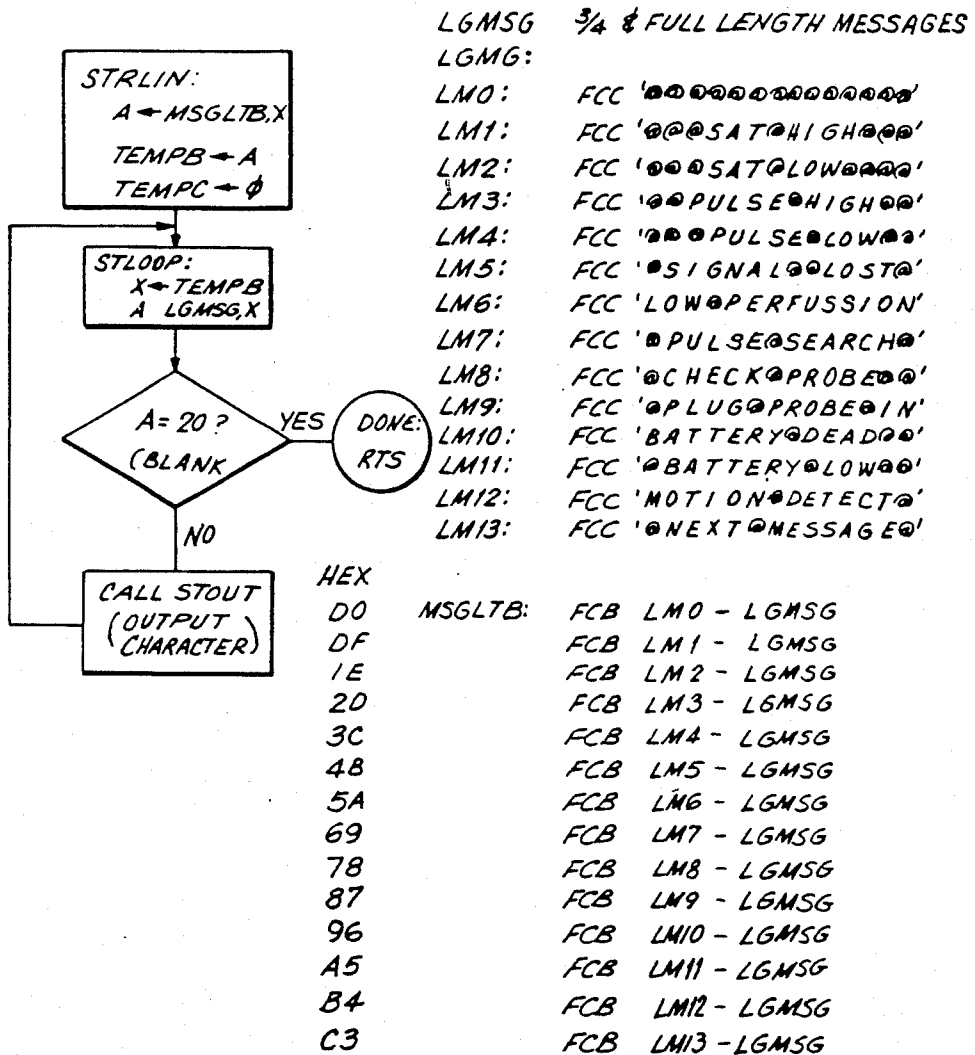 STRLIN:
A ← MSGLTB,X
TEMPB ← A
TEMPC ← ϕ
STLOOP:
X ← TEMPB
A LGMSG,X
A = 20 ?
(BLANK
YES
DONE:
RTS
NO
CALL STOUT
(OUTPUT
CHARACTER)
LGMSG 3/4 & FULL LENGTH MESSAGES
LGMG:
LM0: FCC '@@@@@@@@@@@@@@@'
LM1: FCC '@@@SAT@HIGH@@@'
LM2: FCC '@@@SAT@LOW@@@@'
LM3: FCC '@@PULSE@HIGH@@'
LM4: FCC '@@@PULSE@LOW@@'
LM5: FCC '@SIGNAL@@LOST@'
LM6: FCC 'LOW@PERFUSSION'
LM7: FCC '@PULSE@SEARCH@'
LM8: FCC '@CHECK@PROBE@@'
LM9: FCC '@PLUG@PROBE@IN'
LM10: FCC 'BATTERY@DEAD@@'
LM11: FCC '@BATTERY@LOW@@'
LM12: FCC 'MOTION@DETECT@'
LM13: FCC '@NEXT@MESSAGE@'
HEX
D0 MSGLTB: FCB LM0 - LGMSG
DF FCB LM1 - LGMSG
1E FCB LM2 - LGMSG
2D FCB LM3 - LGMSG
3C FCB LM4 - LGMSG
4B FCB LM5 - LGMSG
5A FCB LM6 - LGMSG
69 FCB LM7 - LGMSG
78 FCB LM8 - LGMSG
87 FCB LM9 - LGMSG
96 FCB LM10 - LGMSG
A5 FCB LM11 - LGMSG
B4 FCB LM12 - LGMSG
C3 FCB LM13 - LGMSG